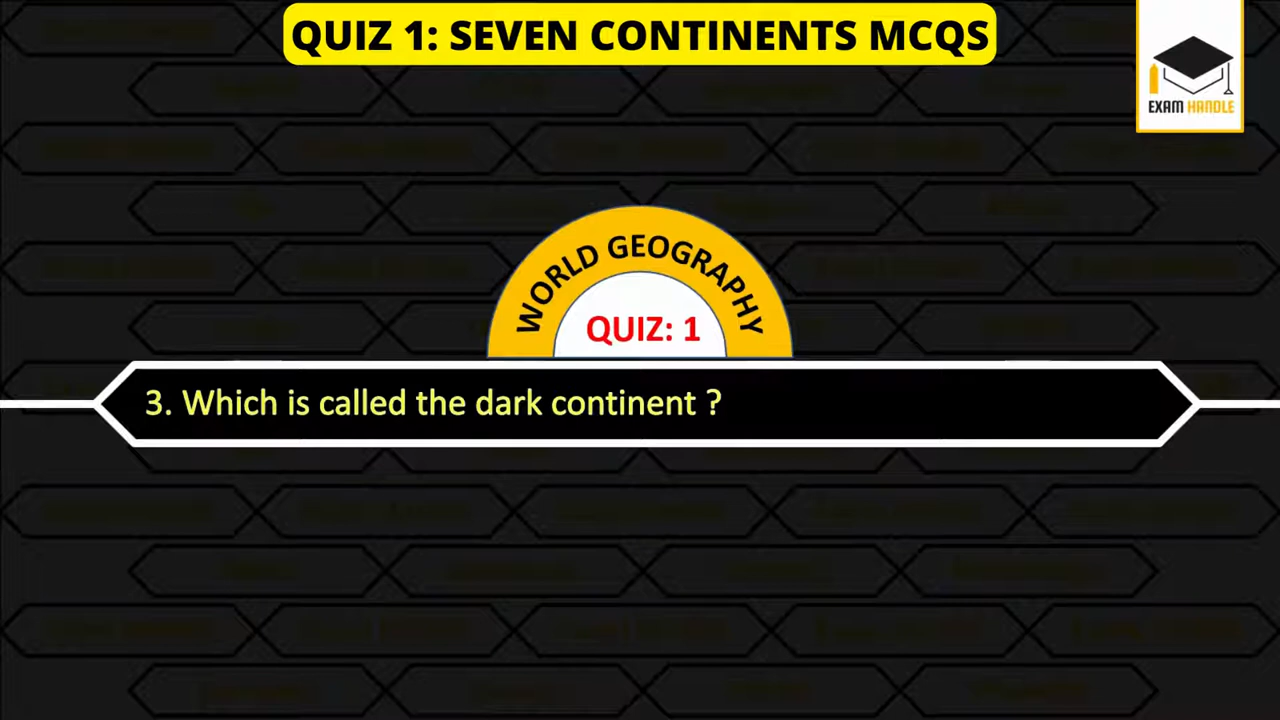 QUIZ 1: SEVEN CONTINENTS MCQS
EXAM HANDLE
WORLD GEOGRAPHY
QUIZ: 1
3. Which is called the dark continent ?